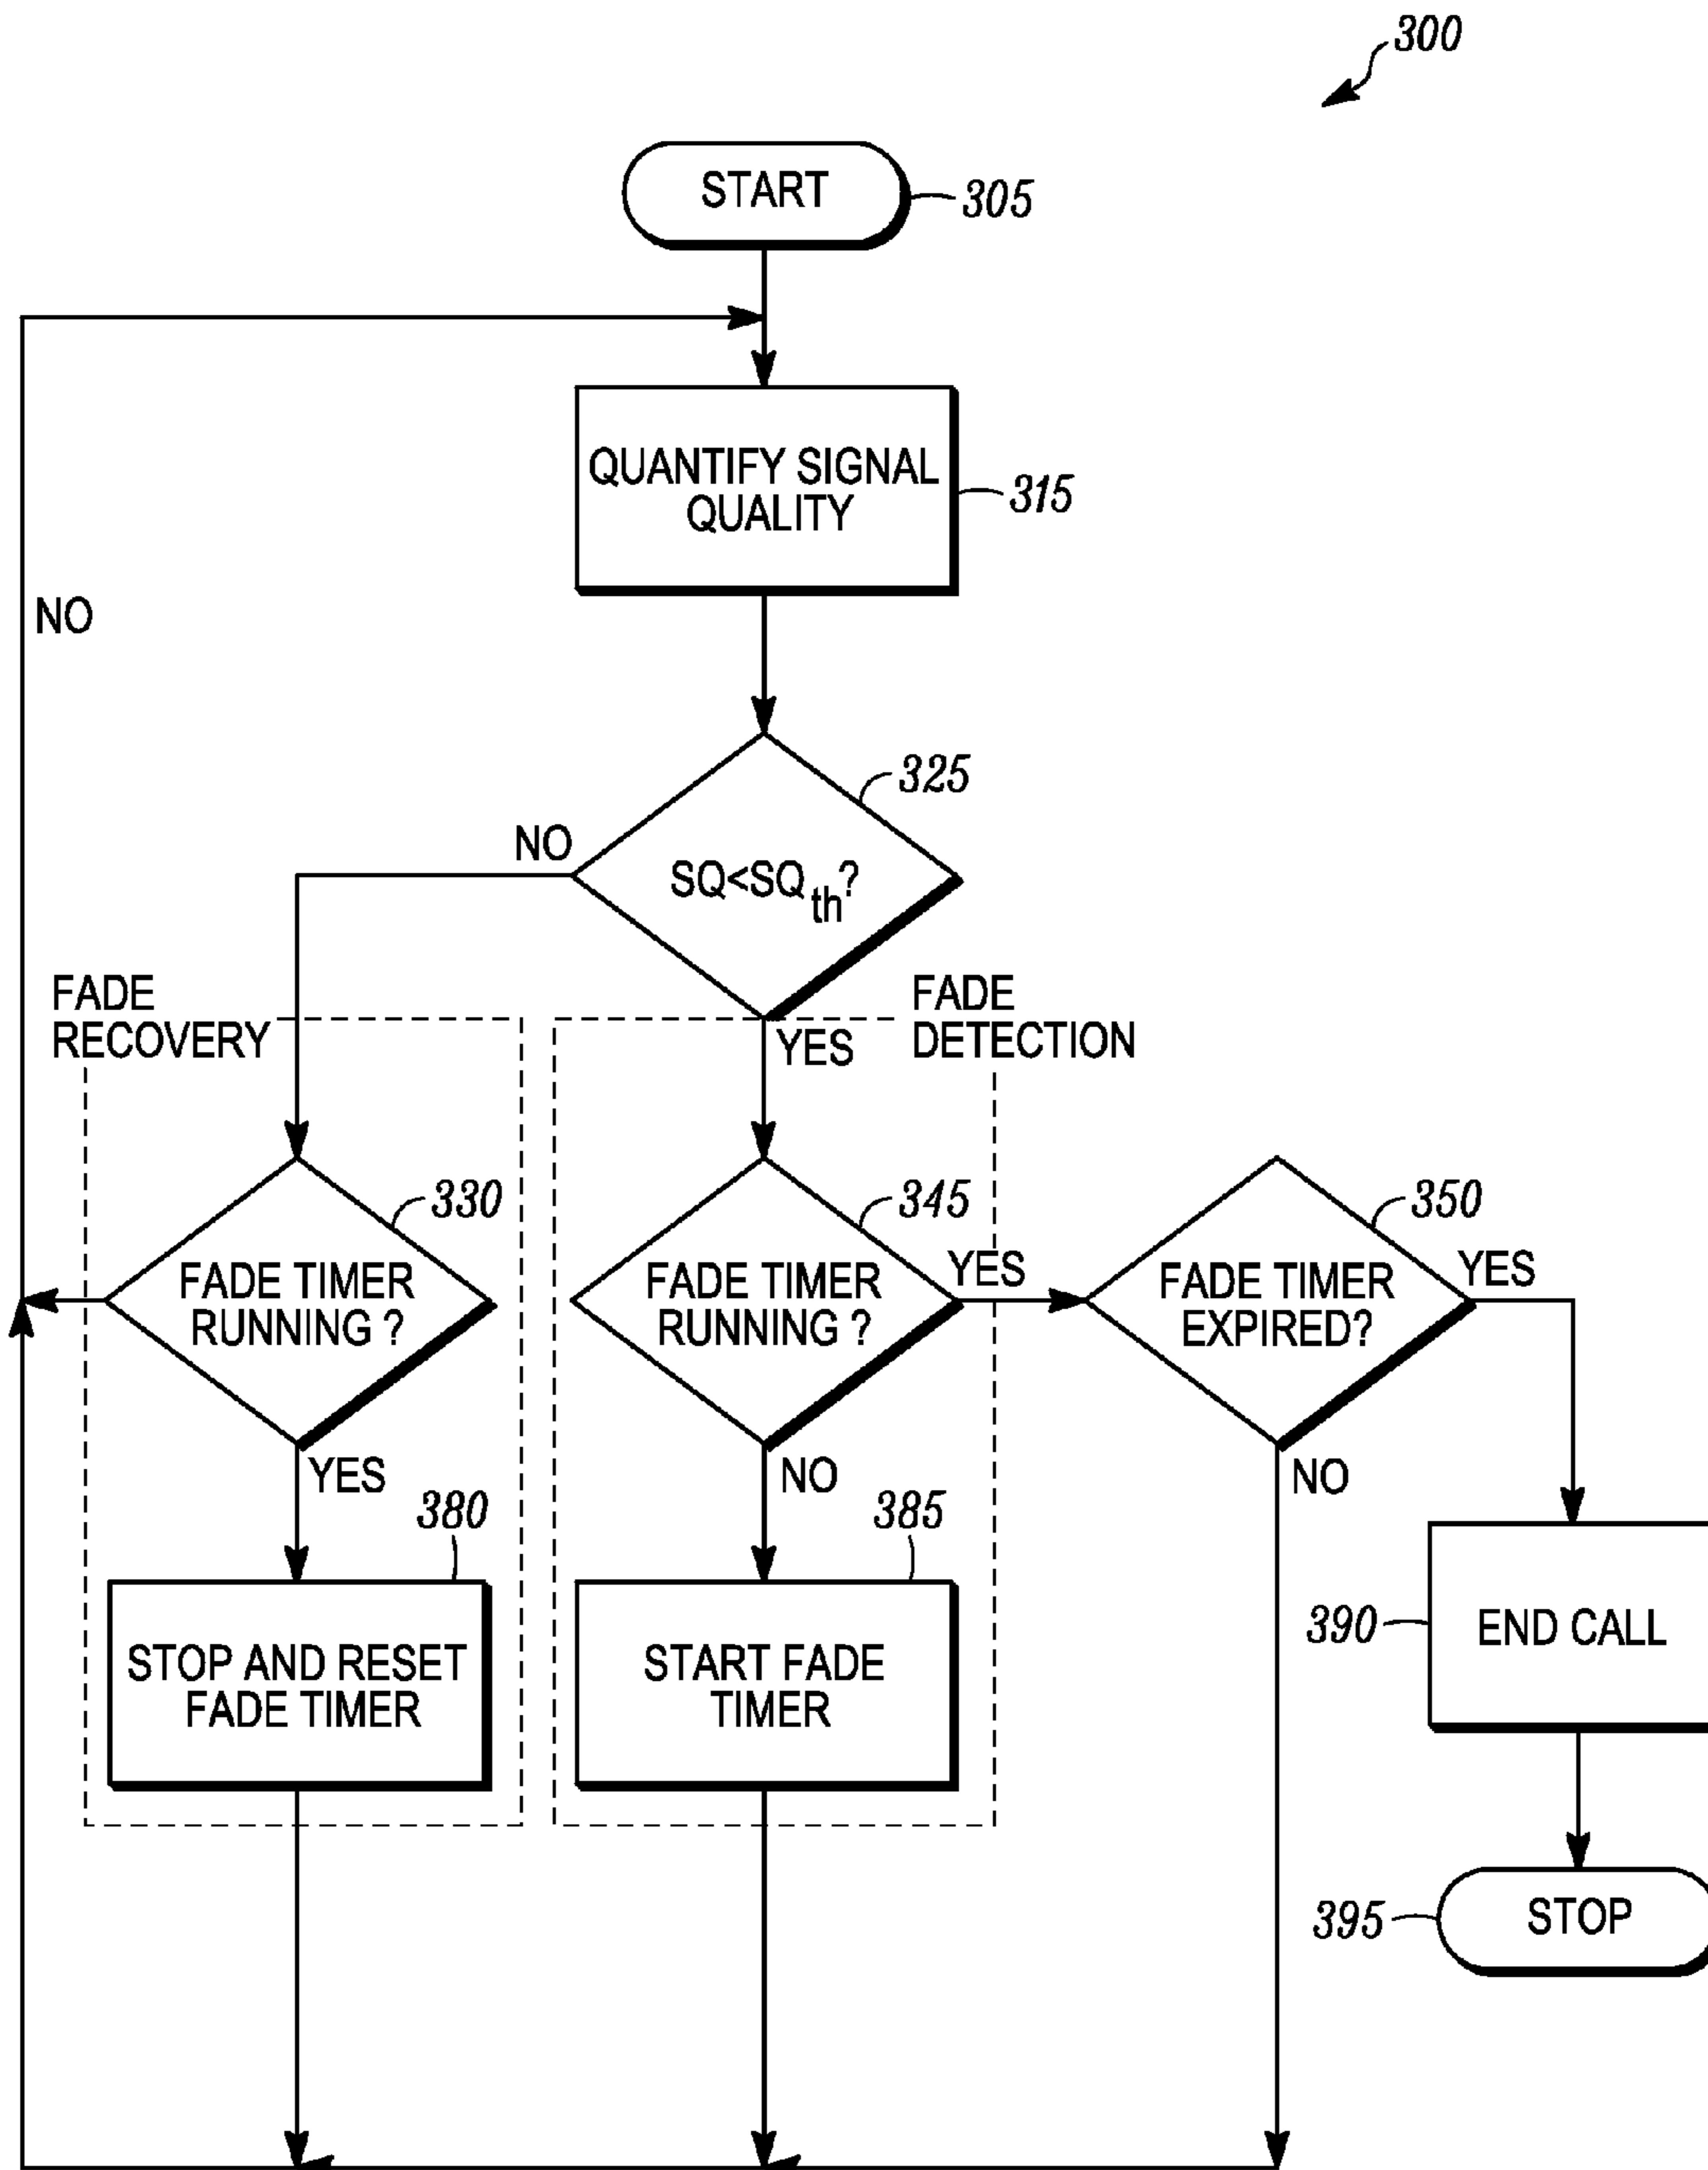 300
START
305
QUANTIFY SIGNAL
QUALITY
315
NO
325
NO
SQ<SQth?
FADE
RECOVERY
YES
FADE
DETECTION
330
345
350
FADE TIMER
RUNNING ?
FADE TIMER
RUNNING ?
YES
FADE TIMER
EXPIRED?
YES
YES
NO
NO
380
385
STOP AND RESET
FADE TIMER
START FADE
TIMER
390
END CALL
395
STOP